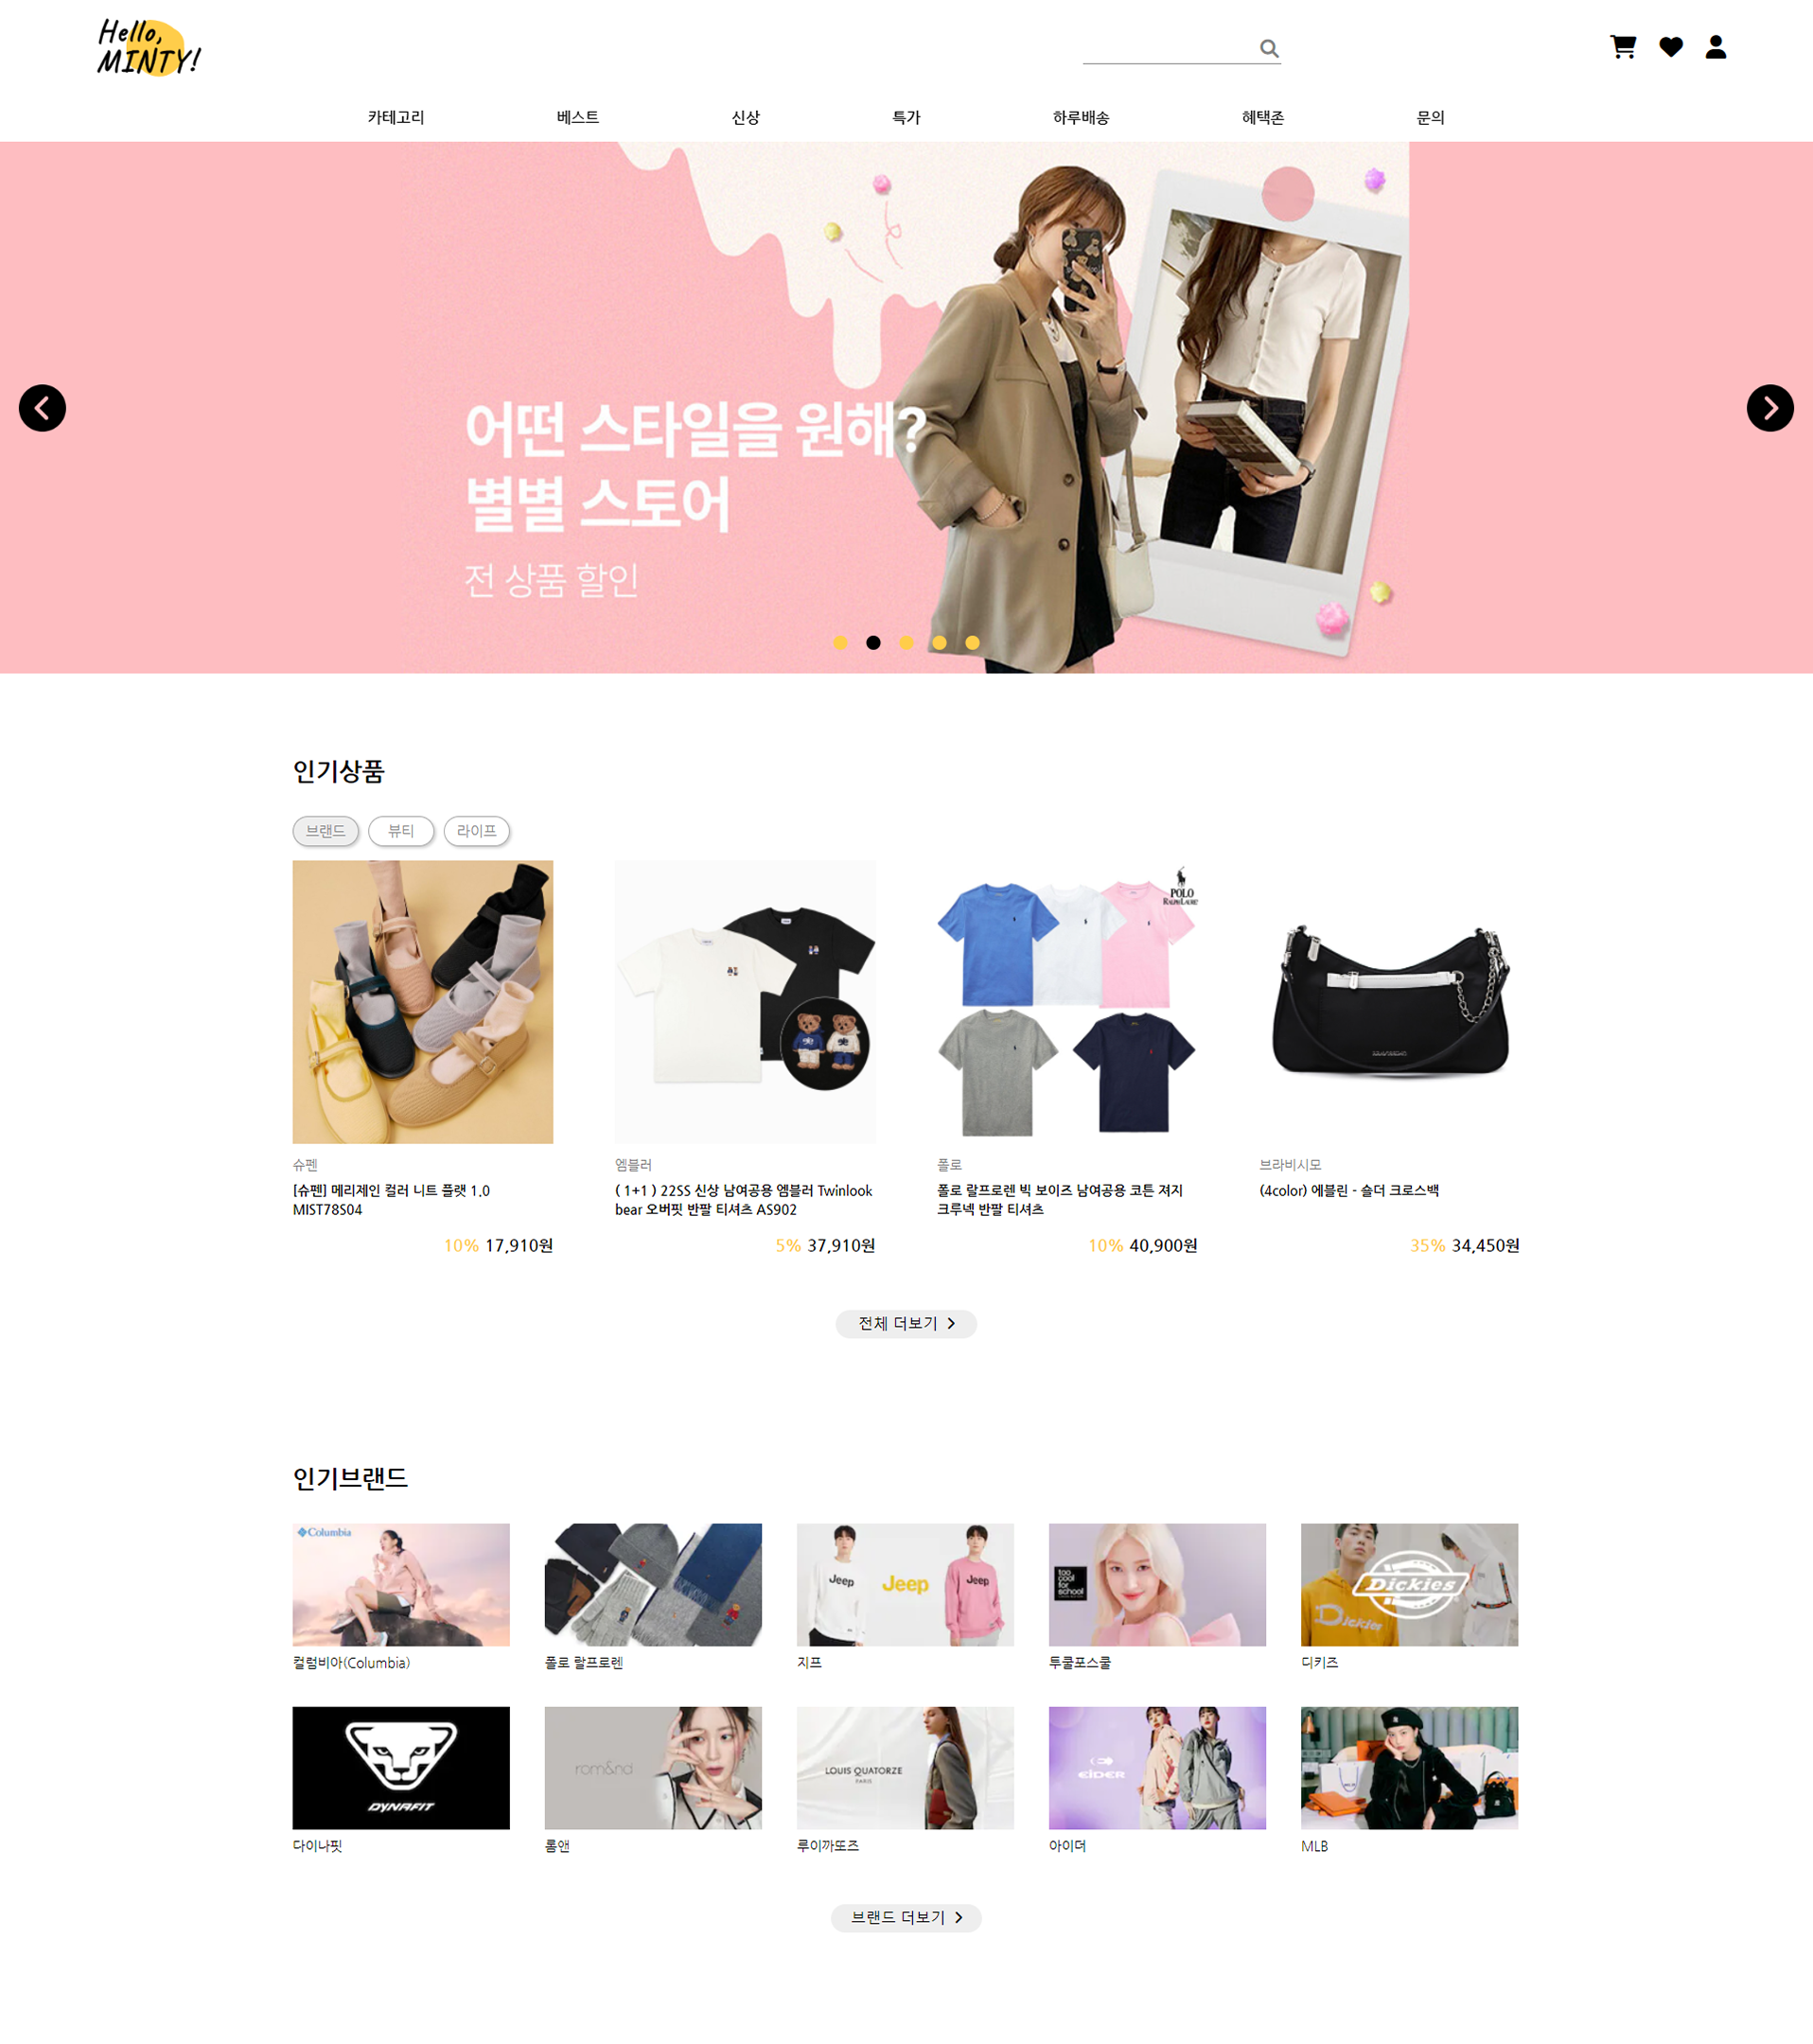 Hello,
MINTY!
카테고리
베스트
신상
특가
하루배송
혜택존
문의
어떤 스타일을 원해?
별별 스토어
전 상품 할인
인기상품
브랜드
뷰티
라이프
POLO
RALPH LAUREN
슈펜
[슈펜] 메리제인 컬러 니트 플랫 1.0
MIST78S04
10% 17,910원
엠블러
( 1+1 ) 22SS 신상 남여공용 엠블러 Twinlook
bear 오버핏 반팔 티셔츠 AS902
5% 37,910원
폴로
폴로 랄프로렌 빅 보이즈 남여공용 코튼 져지
크루넥 반팔 티셔츠
10% 40,900원
브라비시모
(4color) 에블린 - 숄더 크로스백
35% 34,450원
전체 더보기
인기브랜드
Columbia
Jeep
Jeep
Jeep
too
cool
for
school
Dickies
Dickies
컬럼비아(Columbia)
폴로 랄프로렌
지프
투쿨포스쿨
디키즈
DYNAFIT
rom&nd
LOUIS QUATORZE
PARIS
EIDER
다이나핏
롬앤
루이까또즈
아이더
MLB
브랜드 더보기